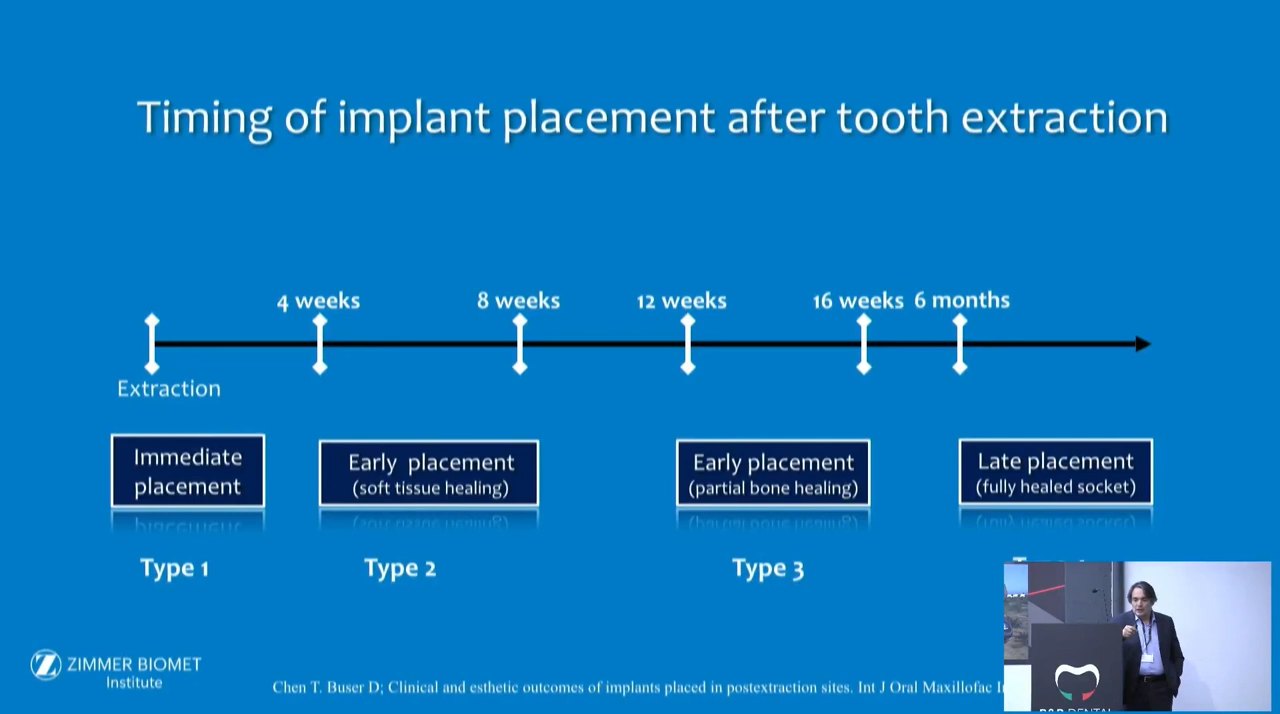 Timing of implant placement after tooth extraction
4 weeks 8 weeks 12 weeks 16 weeks 6 months
Extraction
Immediate
placement
Early placement
(soft tissue healing)
Early placement
(partial bone healing)
Late placement
(fully healed socket)
Type 1 Type 2 Type 3
ZIMMER BIOMET
Institute
Chen T. Buser D; Clinical and esthetic outcomes of implants placed in postextraction sites. Int J Oral Maxillofac
DENTAL